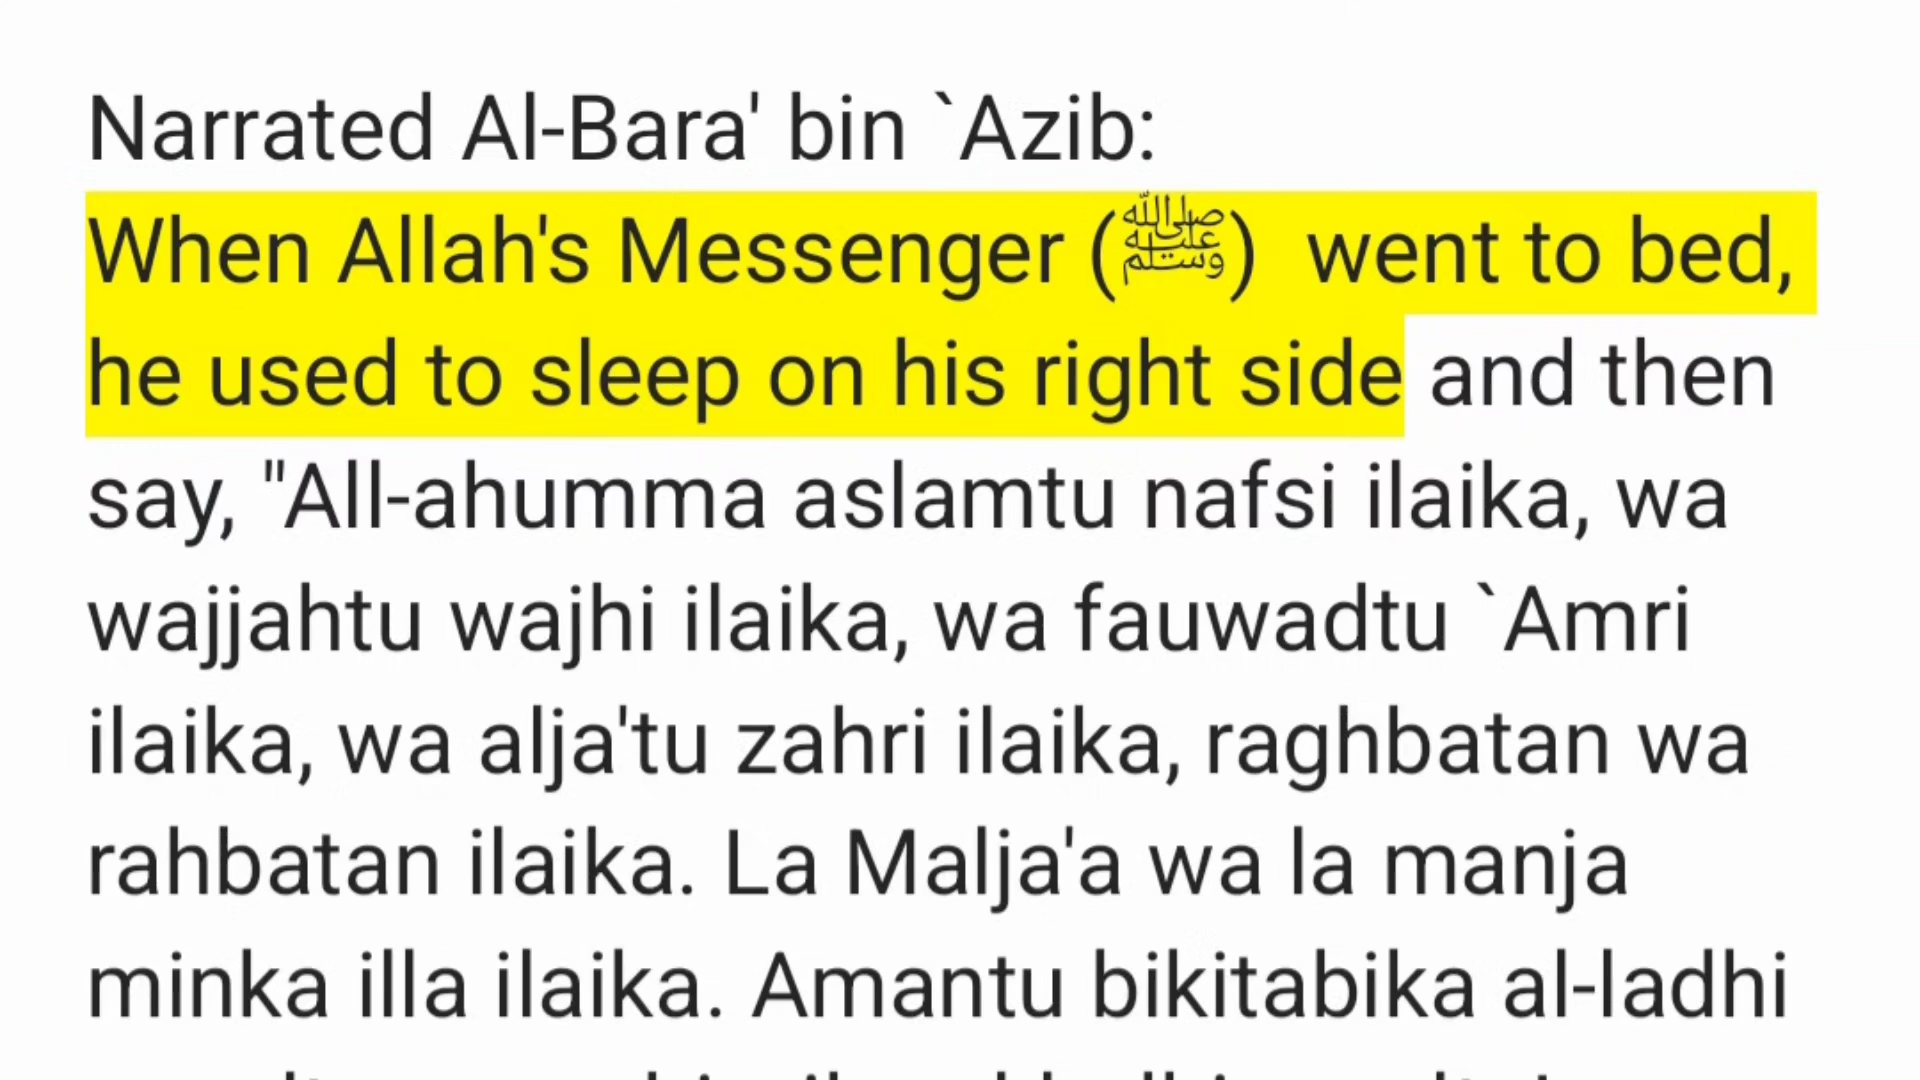 Narrated Al-Bara' bin `Azib:
When Allah's Messenger (ﷺ) went to bed,
he used to sleep on his right side and then
say, "All-ahumma aslamtu nafsi ilaika, wa
wajjahtu wajhi ilaika, wa fauwadtu `Amri
ilaika, wa alja'tu zahri ilaika, raghbatan wa
rahbatan ilaika. La Malja'a wa la manja
minka illa ilaika. Amantu bikitabika al-ladhi